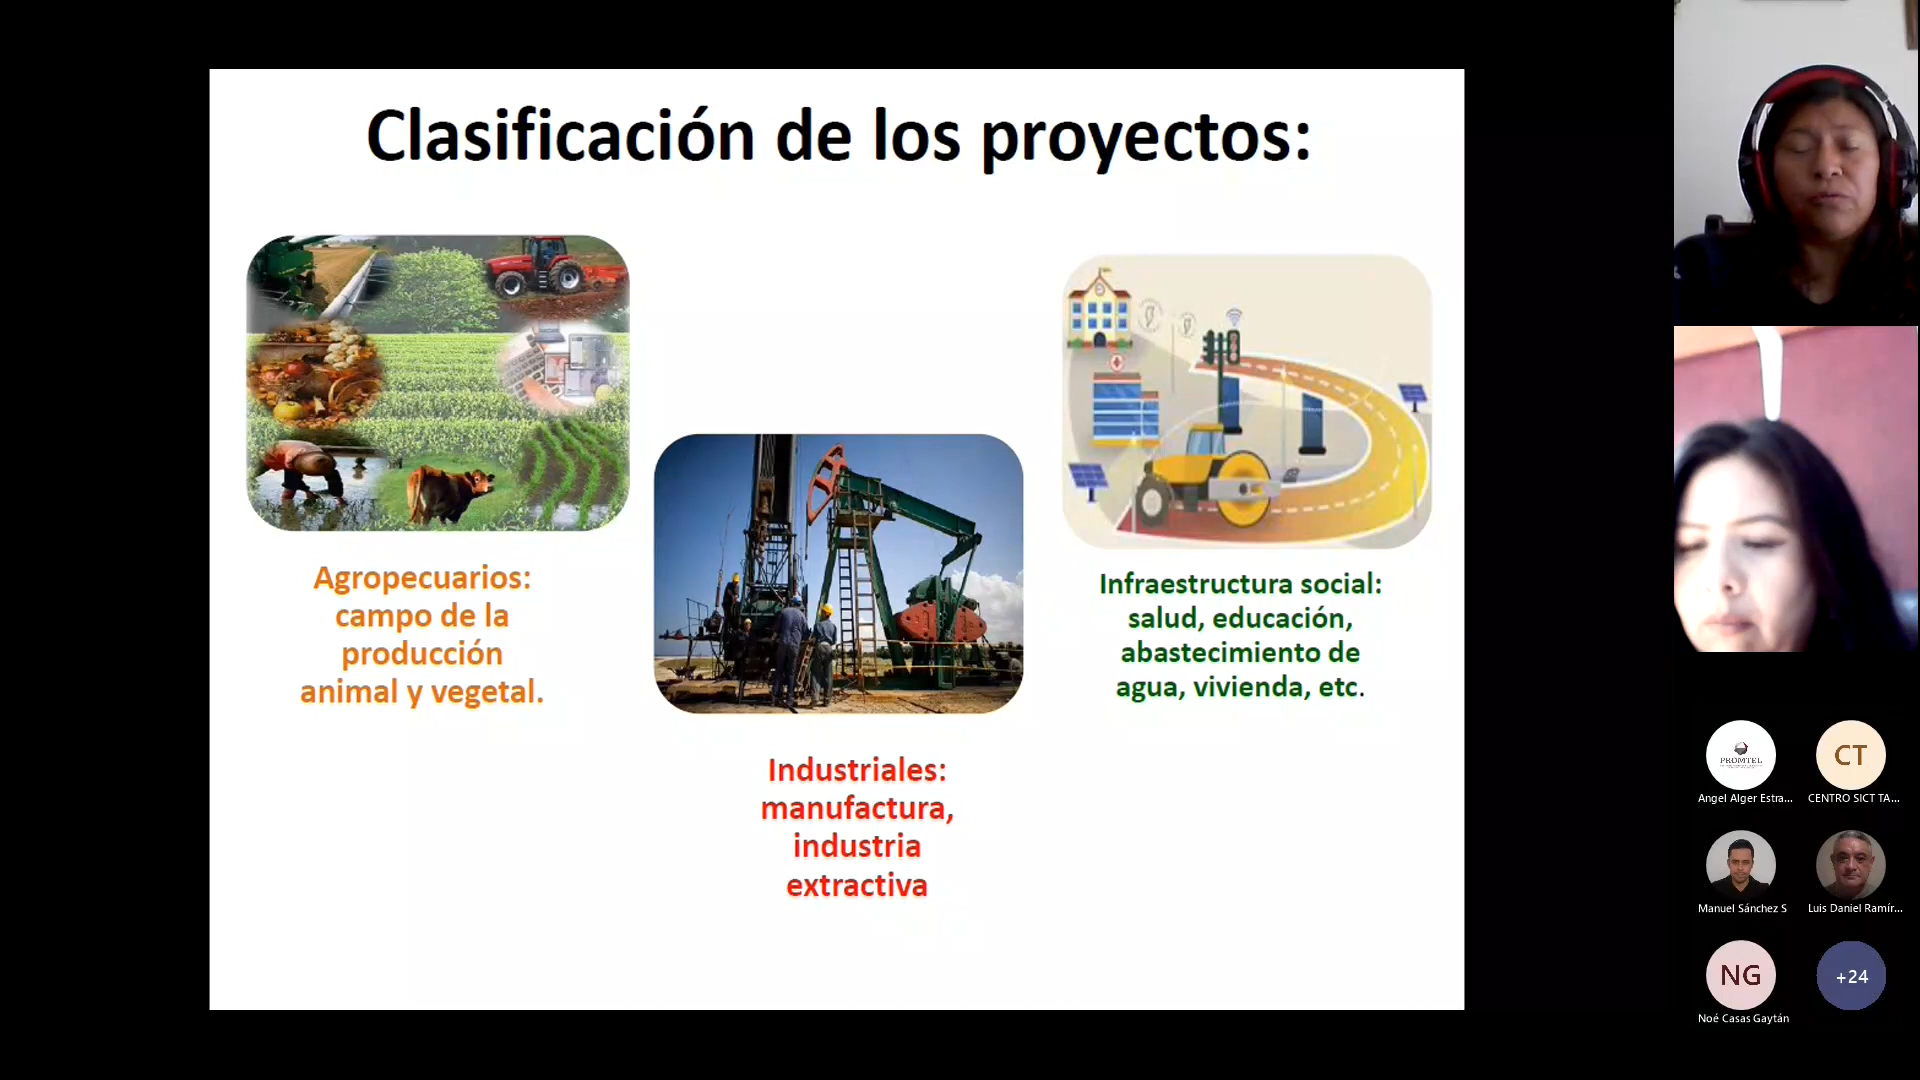 Clasificación de los proyectos:
Agropecuarios:
campo de la
producción
animal y vegetal.
Industriales:
manufactura,
industria
extractiva
Infraestructura social:
salud, educación,
abastecimiento de
agua, vivienda, etc.
PROMTEL
Angel Alger Estra...
CT
CENTRO SICT TA...
Manuel Sánchez S
Luis Daniel Ramír...
NG
Noé Casas Gaytán
+24